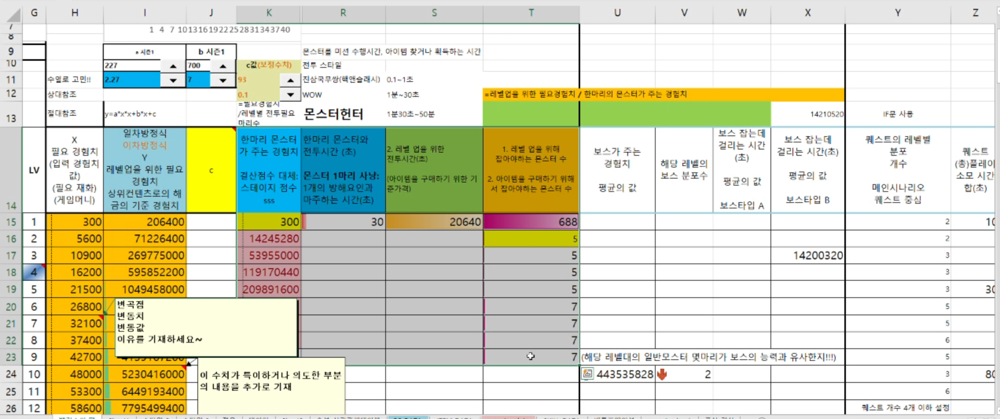 G H I J K R S T U V W X Y Z
7 1 4 7 10 13 16 19 22 25 28 31 34 37 40
8
9 a 시즌1 b 시즌1 몬스터를 미션 수행시간, 아이템 찾거나 획득하는 시간
10 227 700 c값(보정수치) 전투 스타일
11 수열로 고민!! 2.27 7 93 진삼국무쌍(핵앤슬래시) 0.1~1초
12 상대참조 0.1 WOW 1분~30초 =레벨업을 위한 필요경험치 / 한마리의 몬스터가 주는 경험치
13 절대참조 y=a*x*x+b*x+c =필요경험치
/레벨별 전투필요
마리수 몬스터헌터 1분30초~50분 14210520 IF문 사용
14 LV
X
필요 경험치
(입력 경험치
값)
(필요 재화)
(게임머니)
일차방정식
이차방정식
Y
레벨업을 위한 필요
경험치
상위컨텐츠로의 해
금의 기준 경험치
c
한마리 몬스터
가 주는 경험치
결산점수 대체:
스테이지 점수
sss
한마리 몬스터와
전투시간 (초)
몬스터 1마리 사냥:
1개의 방해요인과
마주하는 시간(초)
2. 레벨 업을 위한
전투시간(초)
(아이템을 구매하기 위한 기
준가격)
1. 레벨 업을 위해
잡아야하는 몬스터 수
2. 아이템을 구매하기 위해
서 잡아야하는 몬스터 수
보스가 주는
경험치
평균의 값
해당 레벨의
보스 분포수
보스 잡는데
걸리는 시간
(초)
평균의 값
보스타입 A
보스 잡는데
걸리는 시간(초)
평균의 값
보스타입 B
퀘스트의 레벨별
분포
개수
메인시나리오
퀘스트 중심
퀘스트
(총)플레이
소모 시간
합(초)
15 1 300 206400 300 30 20640 688 2 10
16 2 5600 71226400 14245280 5 2
17 3 10900 269775000 53955000 5 14200320 3
18 4 16200 595852200 119170440 5 3
19 5 21500 1049458000 209891600 5 3 30
20 6 26800 7 5
21 7 32100 7 5
22 8 37400 7 6
23 9 42700 7 (해당 레벨대의 일반모스터 몇마리가 보스의 능력과 유사한지!!!) 5
변곡점
변동치
변동값
이유를 기재하세요~
24 10 48000 5230416000 443535828 2 3 80
25 11 53300 6449193400 6
26 12 58600 7795499400 퀘스트 개수 4개 이하 설정
이 수치가 특이하거나 의도한 부분
의 내용을 추가로 기재